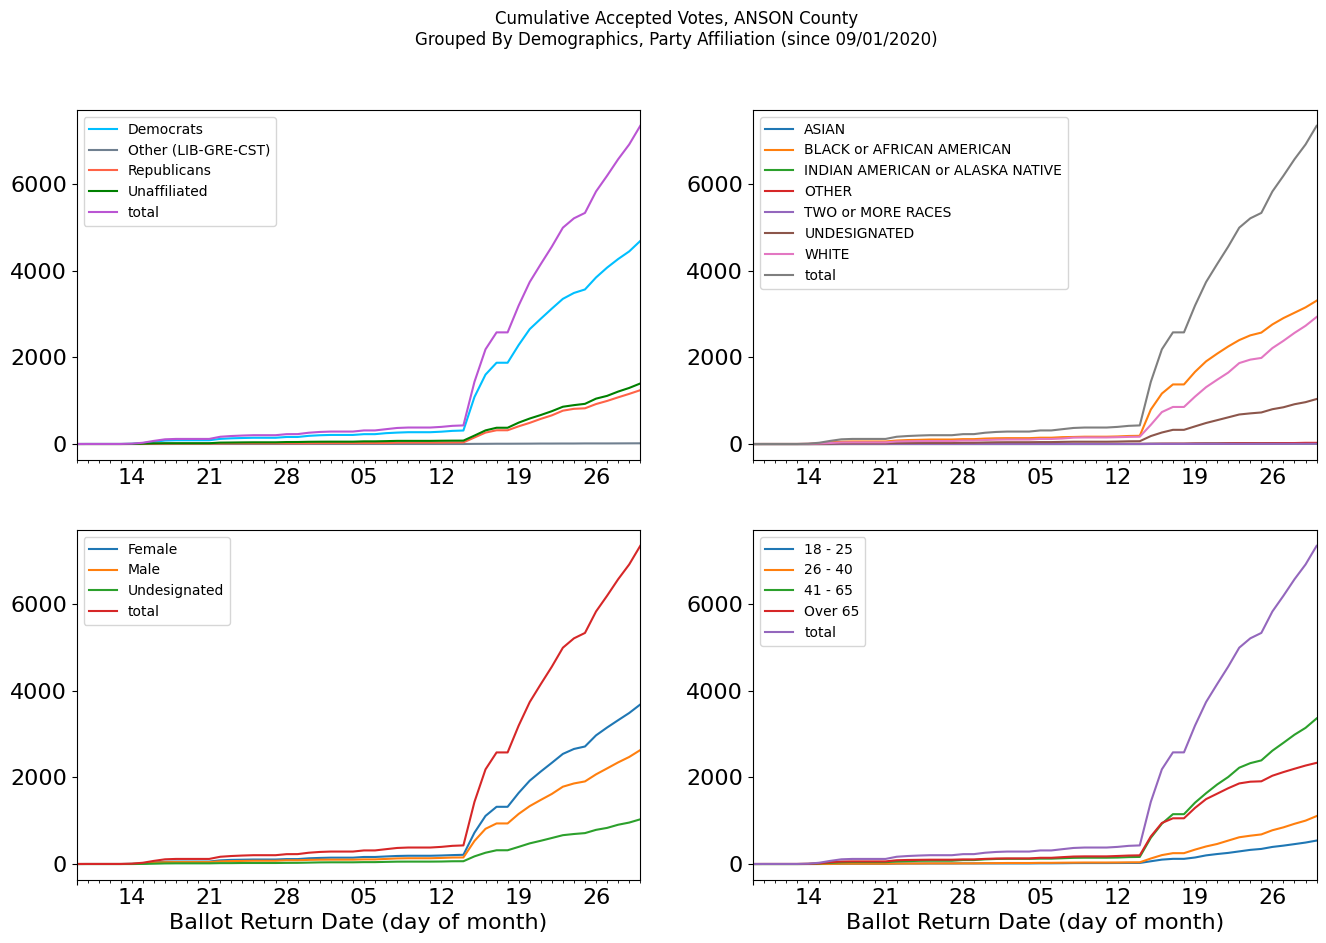 Cumulative Accepted Votes, ANSON County
Grouped By Demographics, Party Affiliation (since 09/01/2020)
Democrats
Other (LIB-GRE-CST)
Republicans
Unaffiliated
total
6000
4000
2000
0
14 21 28 05 12 19 26
ASIAN
BLACK or AFRICAN AMERICAN
INDIAN AMERICAN or ALASKA NATIVE
OTHER
TWO or MORE RACES
UNDESIGNATED
WHITE
total
6000
4000
2000
0
14 21 28 05 12 19 26
Female
Male
Undesignated
total
6000
4000
2000
0
14 21 28 05 12 19 26
Ballot Return Date (day of month)
18 - 25
26 - 40
41 - 65
Over 65
total
6000
4000
2000
0
14 21 28 05 12 19 26
Ballot Return Date (day of month)